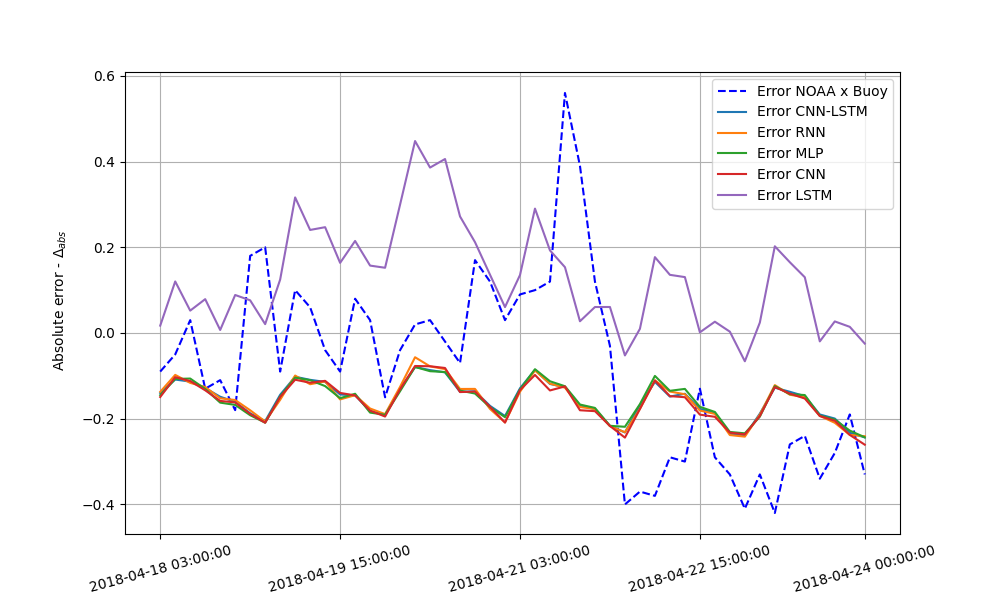 0.6
0.4
0.2
0.0
−0.2
−0.4
Absolute error - Δabs
Error NOAA x Buoy
Error CNN-LSTM
Error RNN
Error MLP
Error CNN
Error LSTM
2018-04-18 03:00:00
2018-04-19 15:00:00
2018-04-21 03:00:00
2018-04-22 15:00:00
2018-04-24 00:00:00